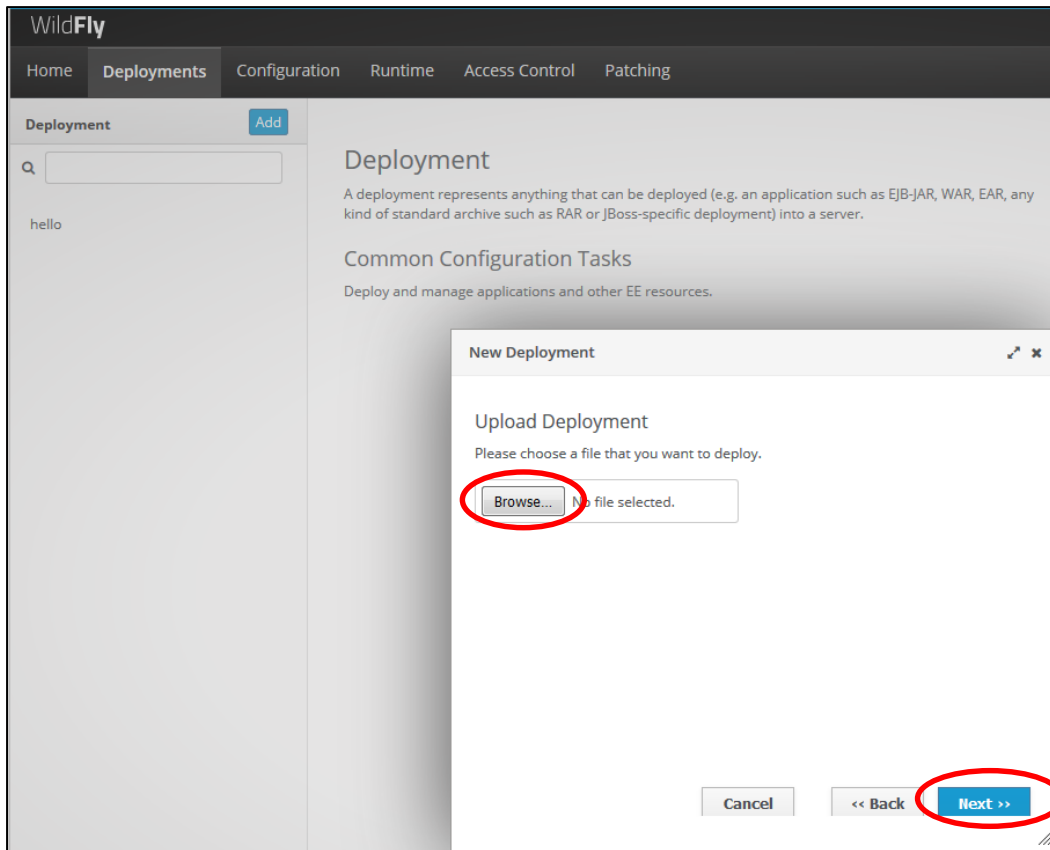 WildFly
Home Deployments Configuration Runtime Access Control Patching
Deployment Add
hello
Deployment
A deployment represents anything that can be deployed (e.g. an application such as EJB-JAR, WAR, EAR, any
kind of standard archive such as RAR or JBoss-specific deployment) into a server.
Common Configuration Tasks
Deploy and manage applications and other EE resources.
New Deployment
Upload Deployment
Please choose a file that you want to deploy.
Browse... No file selected.
Cancel << Back Next >>